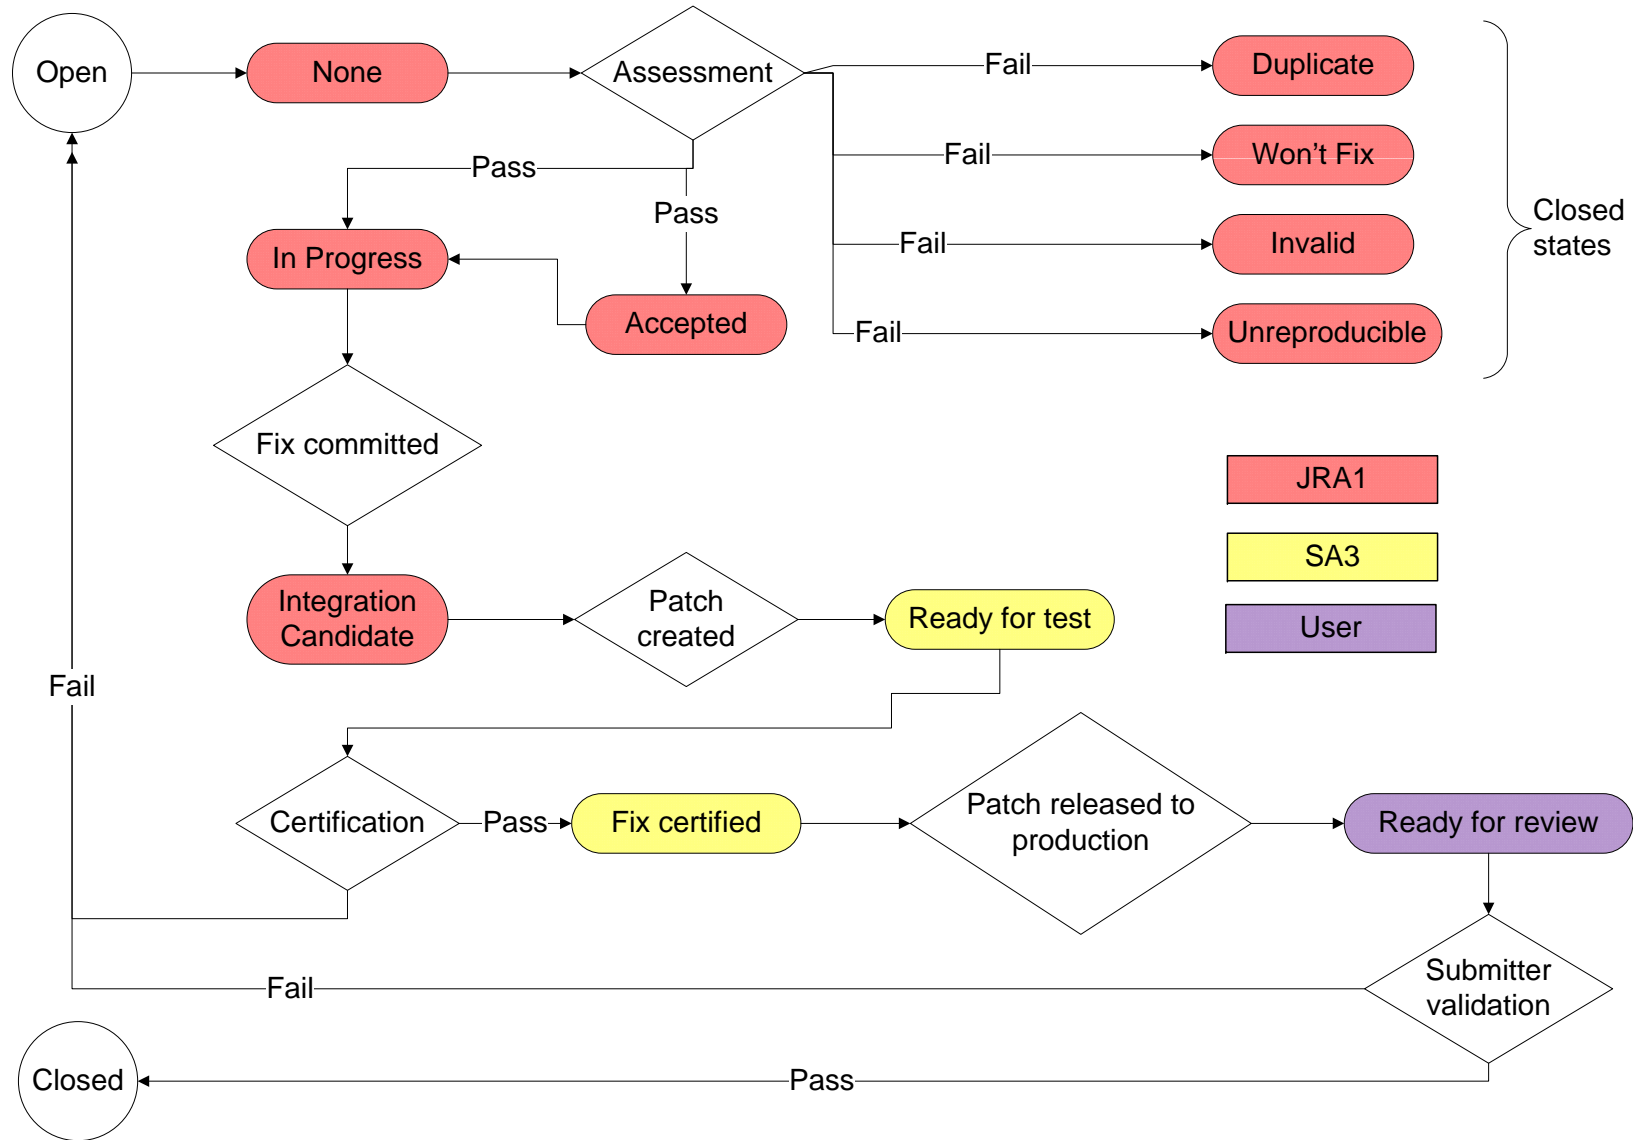 Open
None
Assessment
Fail
Duplicate
Fail
Won't Fix
Pass
Pass
Fail
Invalid
Closed
states
In Progress
Accepted
Fail
Unreproducible
Fix committed
JRA1
SA3
User
Integration
Candidate
Patch
created
Ready for test
Fail
Certification
Pass
Fix certified
Patch released to
production
Ready for review
Fail
Submitter
validation
Closed
Pass